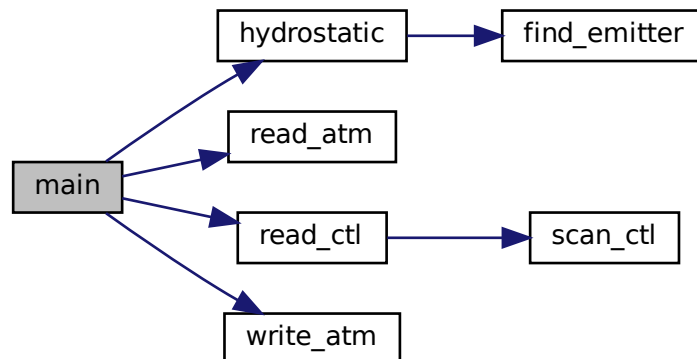 hydrostatic
find_emitter
read_atm
main
read_ctl
scan_ctl
write_atm